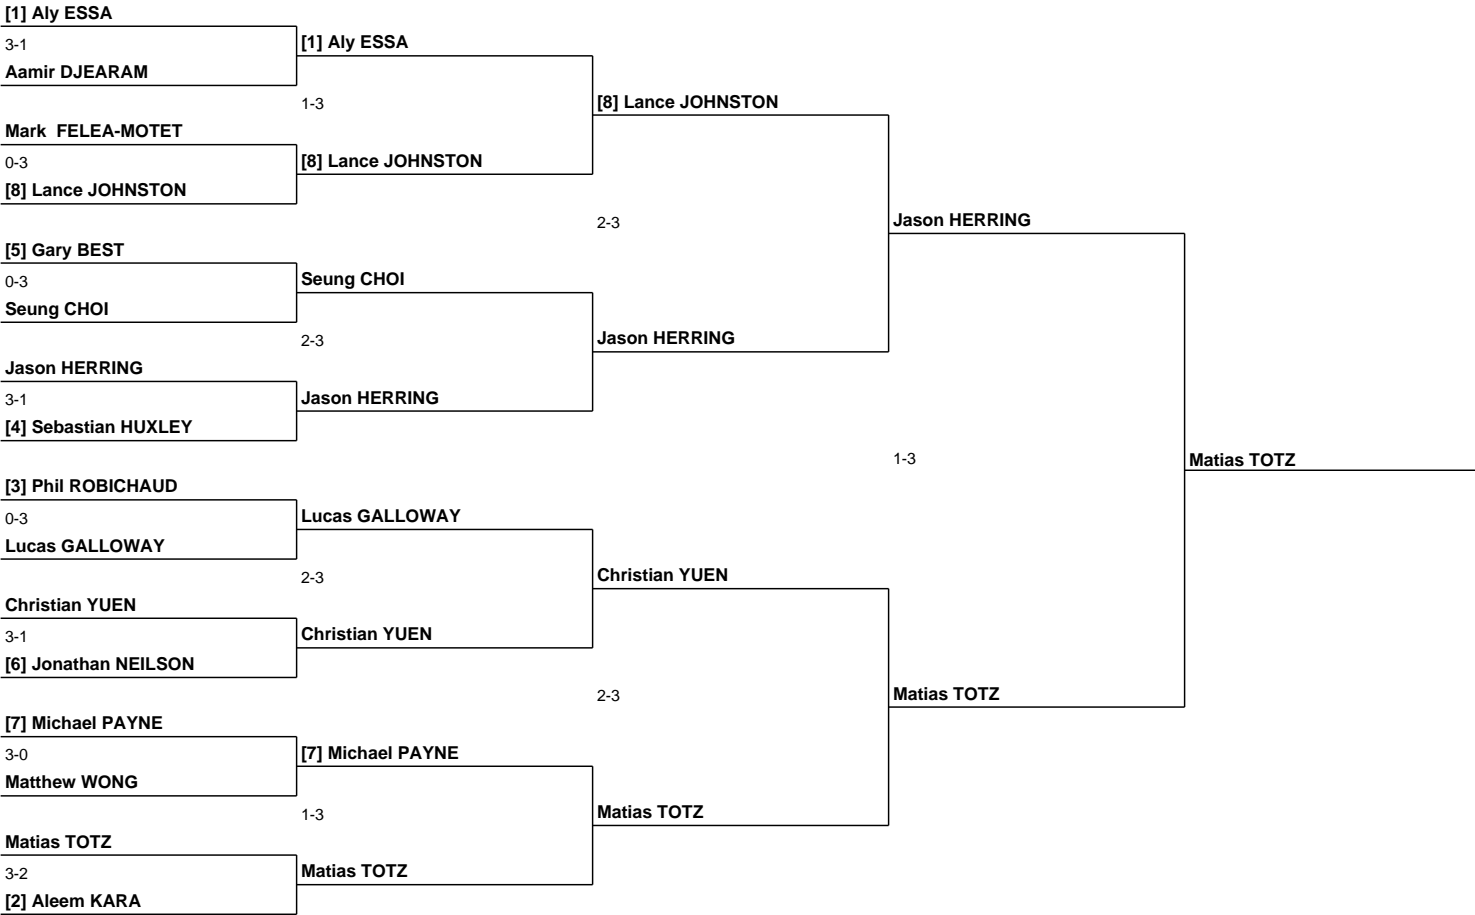 [1] Aly ESSA
3-1
Aamir DJEARAM
Mark  FELEA-MOTET
0-3
[8] Lance JOHNSTON
[5] Gary BEST
0-3
Seung CHOI
Jason HERRING
3-1
[4] Sebastian HUXLEY
[3] Phil ROBICHAUD
0-3
Lucas GALLOWAY
Christian YUEN
3-1
[6] Jonathan NEILSON
[7] Michael PAYNE
3-0
Matthew WONG
Matias TOTZ
3-2
[2] Aleem KARA
[1] Aly ESSA
1-3
[8] Lance JOHNSTON
Seung CHOI
2-3
Jason HERRING
Lucas GALLOWAY
2-3
Christian YUEN
[7] Michael PAYNE
1-3
Matias TOTZ
[8] Lance JOHNSTON
2-3
Jason HERRING
Christian YUEN
2-3
Matias TOTZ
Jason HERRING
1-3
Matias TOTZ
Matias TOTZ